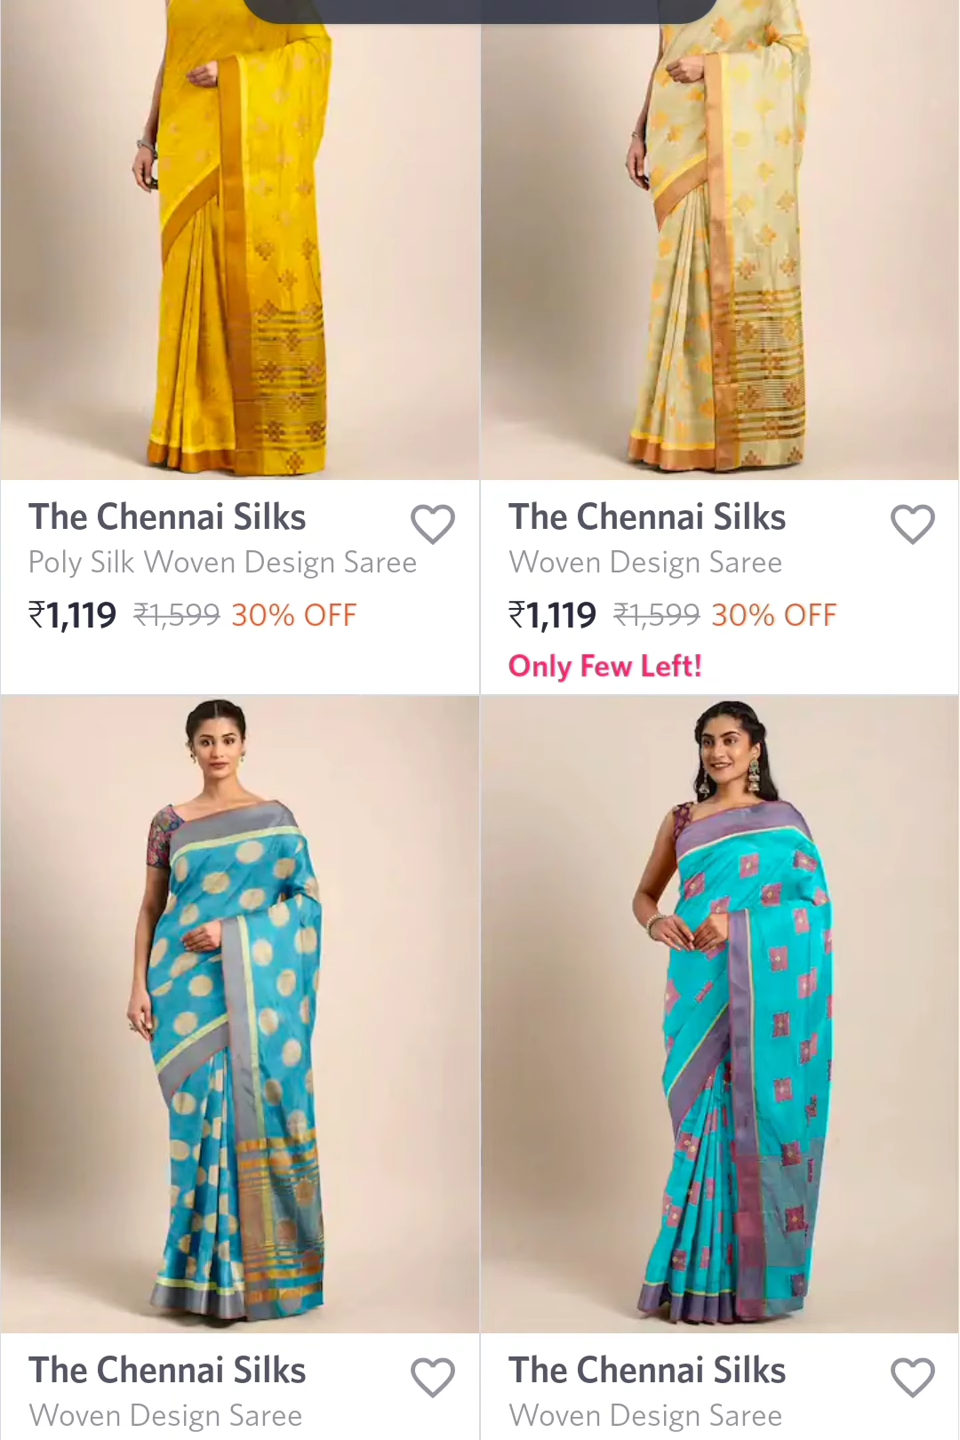 The Chennai Silks
Poly Silk Woven Design Saree
₹1,119 ₹1,599 30% OFF
The Chennai Silks
Woven Design Saree
₹1,119 ₹1,599 30% OFF
Only Few Left!
The Chennai Silks
Woven Design Saree
The Chennai Silks
Woven Design Saree